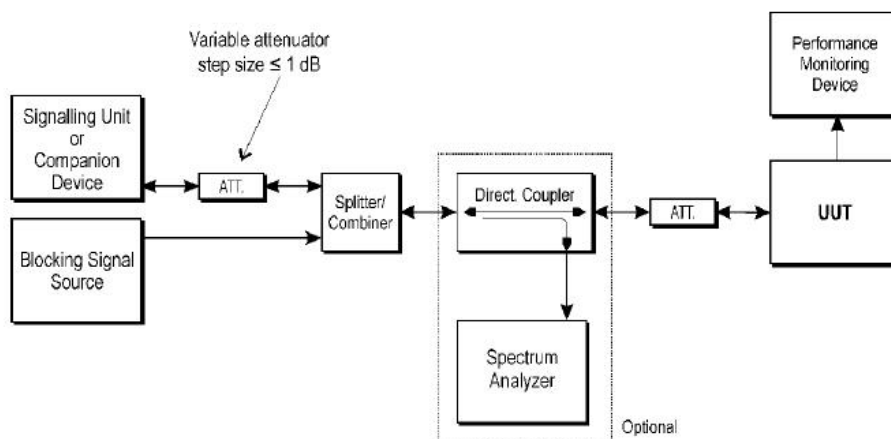 Variable attenuator
step size ≤ 1 dB
Performance
Monitoring
Device
Signalling Unit
or
Companion
Device
ATT.
Splitter/
Combiner
Direct. Coupler
ATT.
UUT
Blocking Signal
Source
Spectrum
Analyzer
Optional